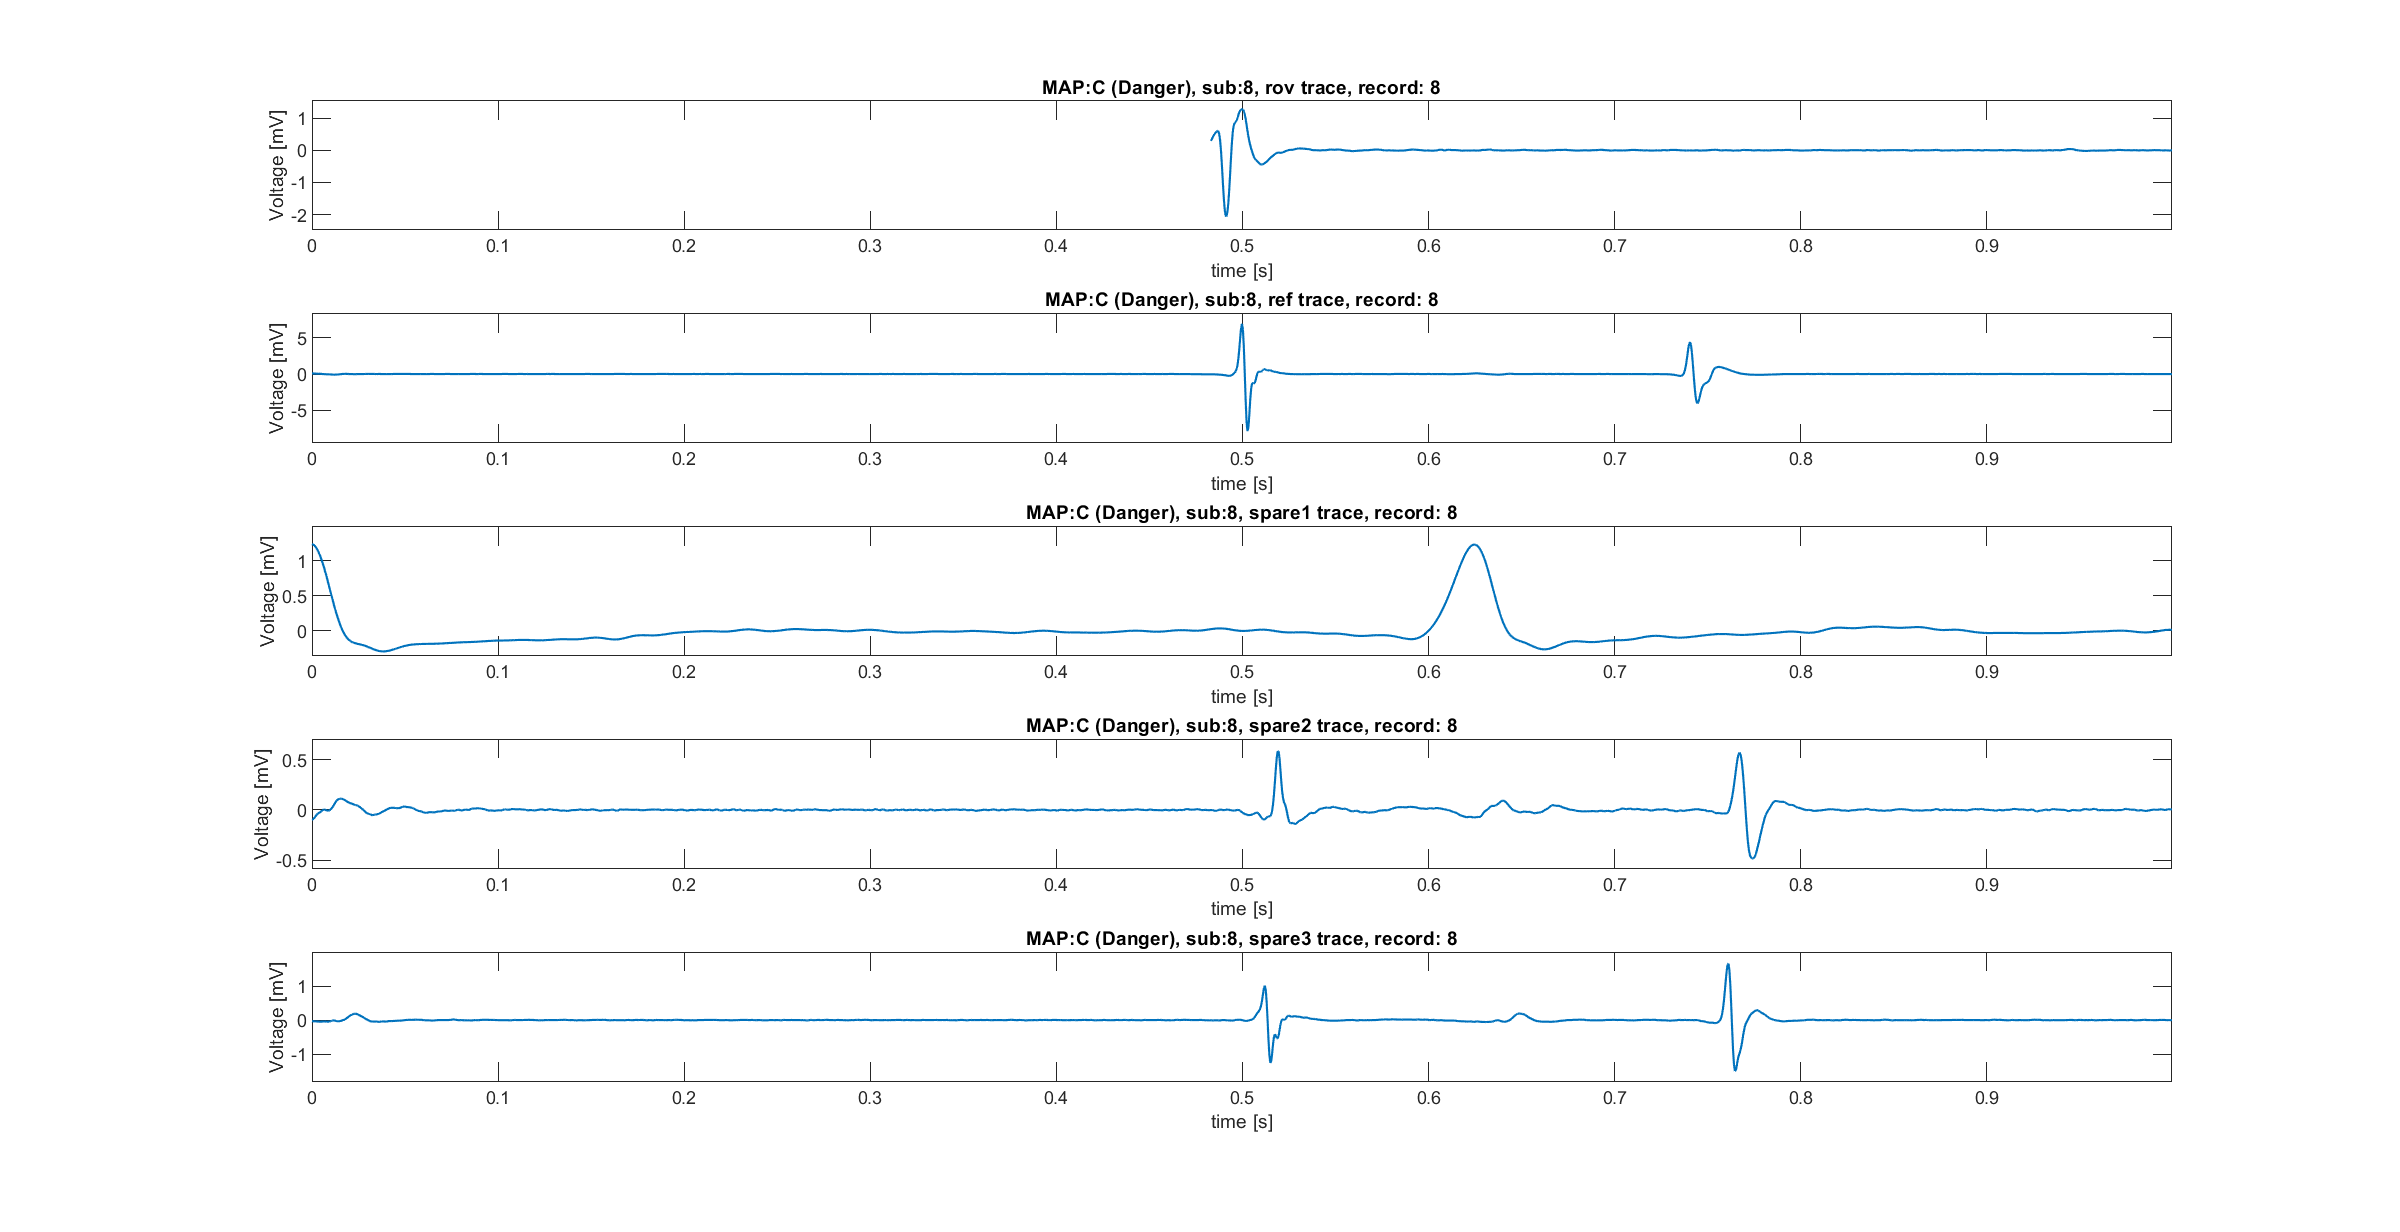 MAP:C (Danger), sub:8, rov trace, record: 8
Voltage [mV]
1
0
-1
-2
0 0.1 0.2 0.3 0.4 0.5 0.6 0.7 0.8 0.9
time [s]
MAP:C (Danger), sub:8, ref trace, record: 8
Voltage [mV]
5
0
-5
0 0.1 0.2 0.3 0.4 0.5 0.6 0.7 0.8 0.9
time [s]
MAP:C (Danger), sub:8, spare1 trace, record: 8
Voltage [mV]
1
0.5
0
0 0.1 0.2 0.3 0.4 0.5 0.6 0.7 0.8 0.9
time [s]
MAP:C (Danger), sub:8, spare2 trace, record: 8
Voltage [mV]
0.5
0
-0.5
0 0.1 0.2 0.3 0.4 0.5 0.6 0.7 0.8 0.9
time [s]
MAP:C (Danger), sub:8, spare3 trace, record: 8
Voltage [mV]
1
0
-1
0 0.1 0.2 0.3 0.4 0.5 0.6 0.7 0.8 0.9
time [s]